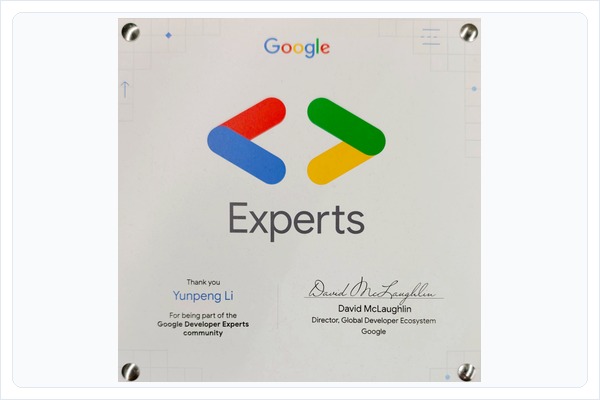 Google
Experts
Thank you
Yunpeng Li
For being part of the
Google Developer Experts
community
David McLaughlin
David McLaughlin
Director, Global Developer Ecosystem
Google